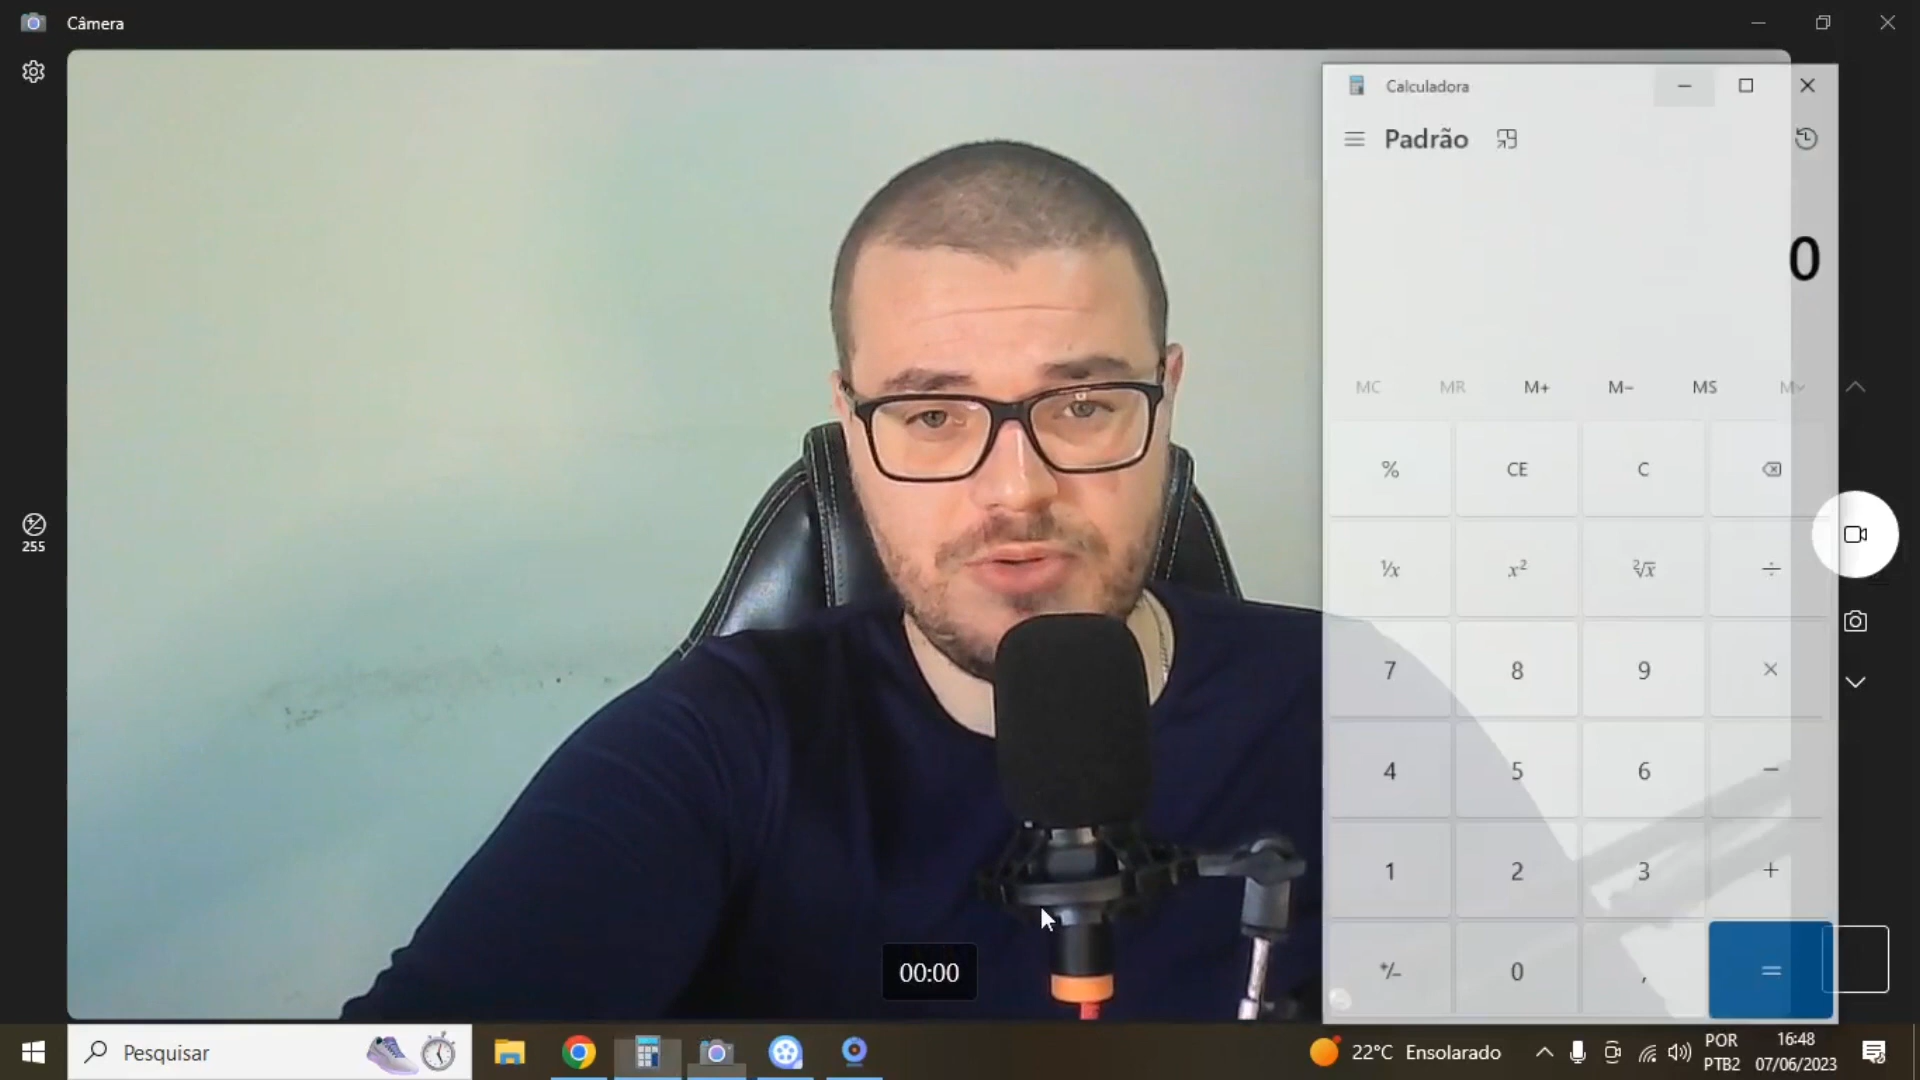 Câmera
Calculadora
Padrão
0
MC MR M+ M− MS M
% CE C
¹/x x² ²√x ÷
255
7 8 9 ×
4 5 6 −
1 2 3 +
+/− 0 , =
00:00
Pesquisar
22°C Ensolarado
POR
PTB2
16:48
07/06/2023